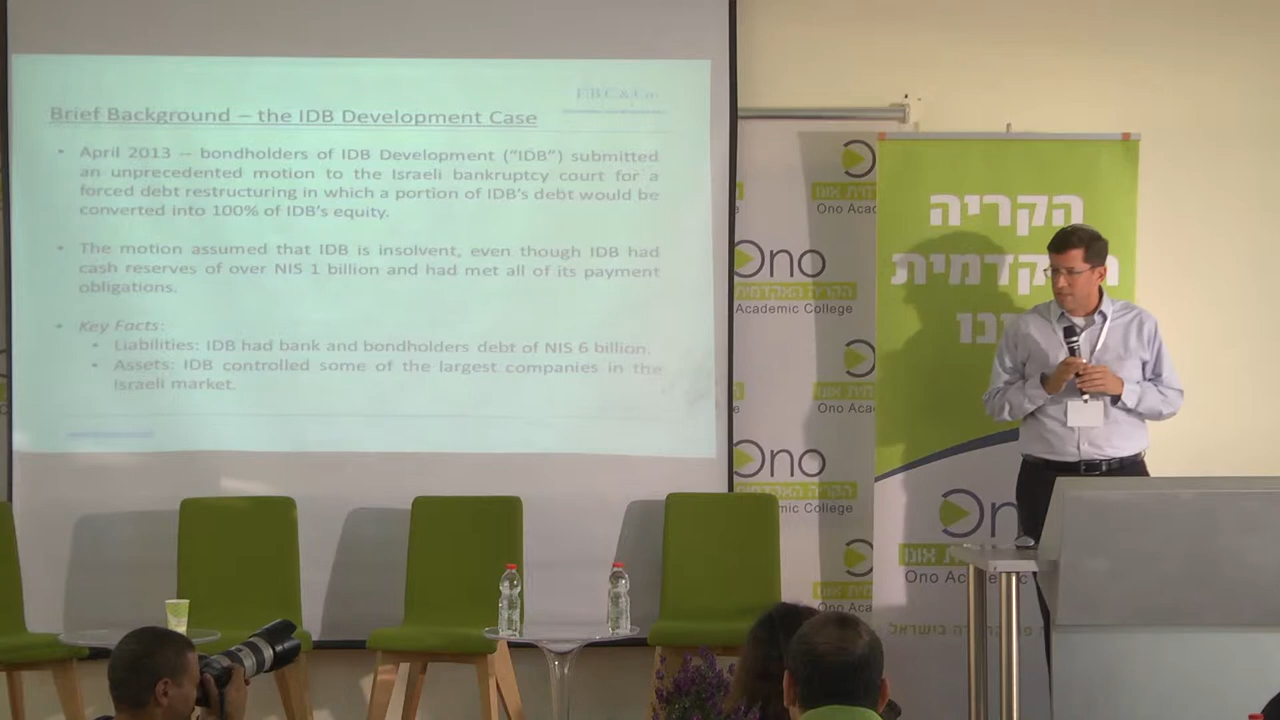 F B C & Co.
Brief Background – the IDB Development Case
• April 2013 – bondholders of IDB Development ("IDB") submitted
an unprecedented motion to the Israeli bankruptcy court for a
forced debt restructuring in which a portion of IDB's debt would be
converted into 100% of IDB's equity.
• The motion assumed that IDB is insolvent, even though IDB had
cash reserves of over NIS 1 billion and had met all of its payment
obligations.
• Key Facts:
• Liabilities: IDB had bank and bondholders debt of NIS 6 billion.
• Assets: IDB controlled some of the largest companies in the
Israeli market.
Ono
הקריה האקדמית
Academic College
Ono
Academic College
Ono
הקריה
אונו
Ono